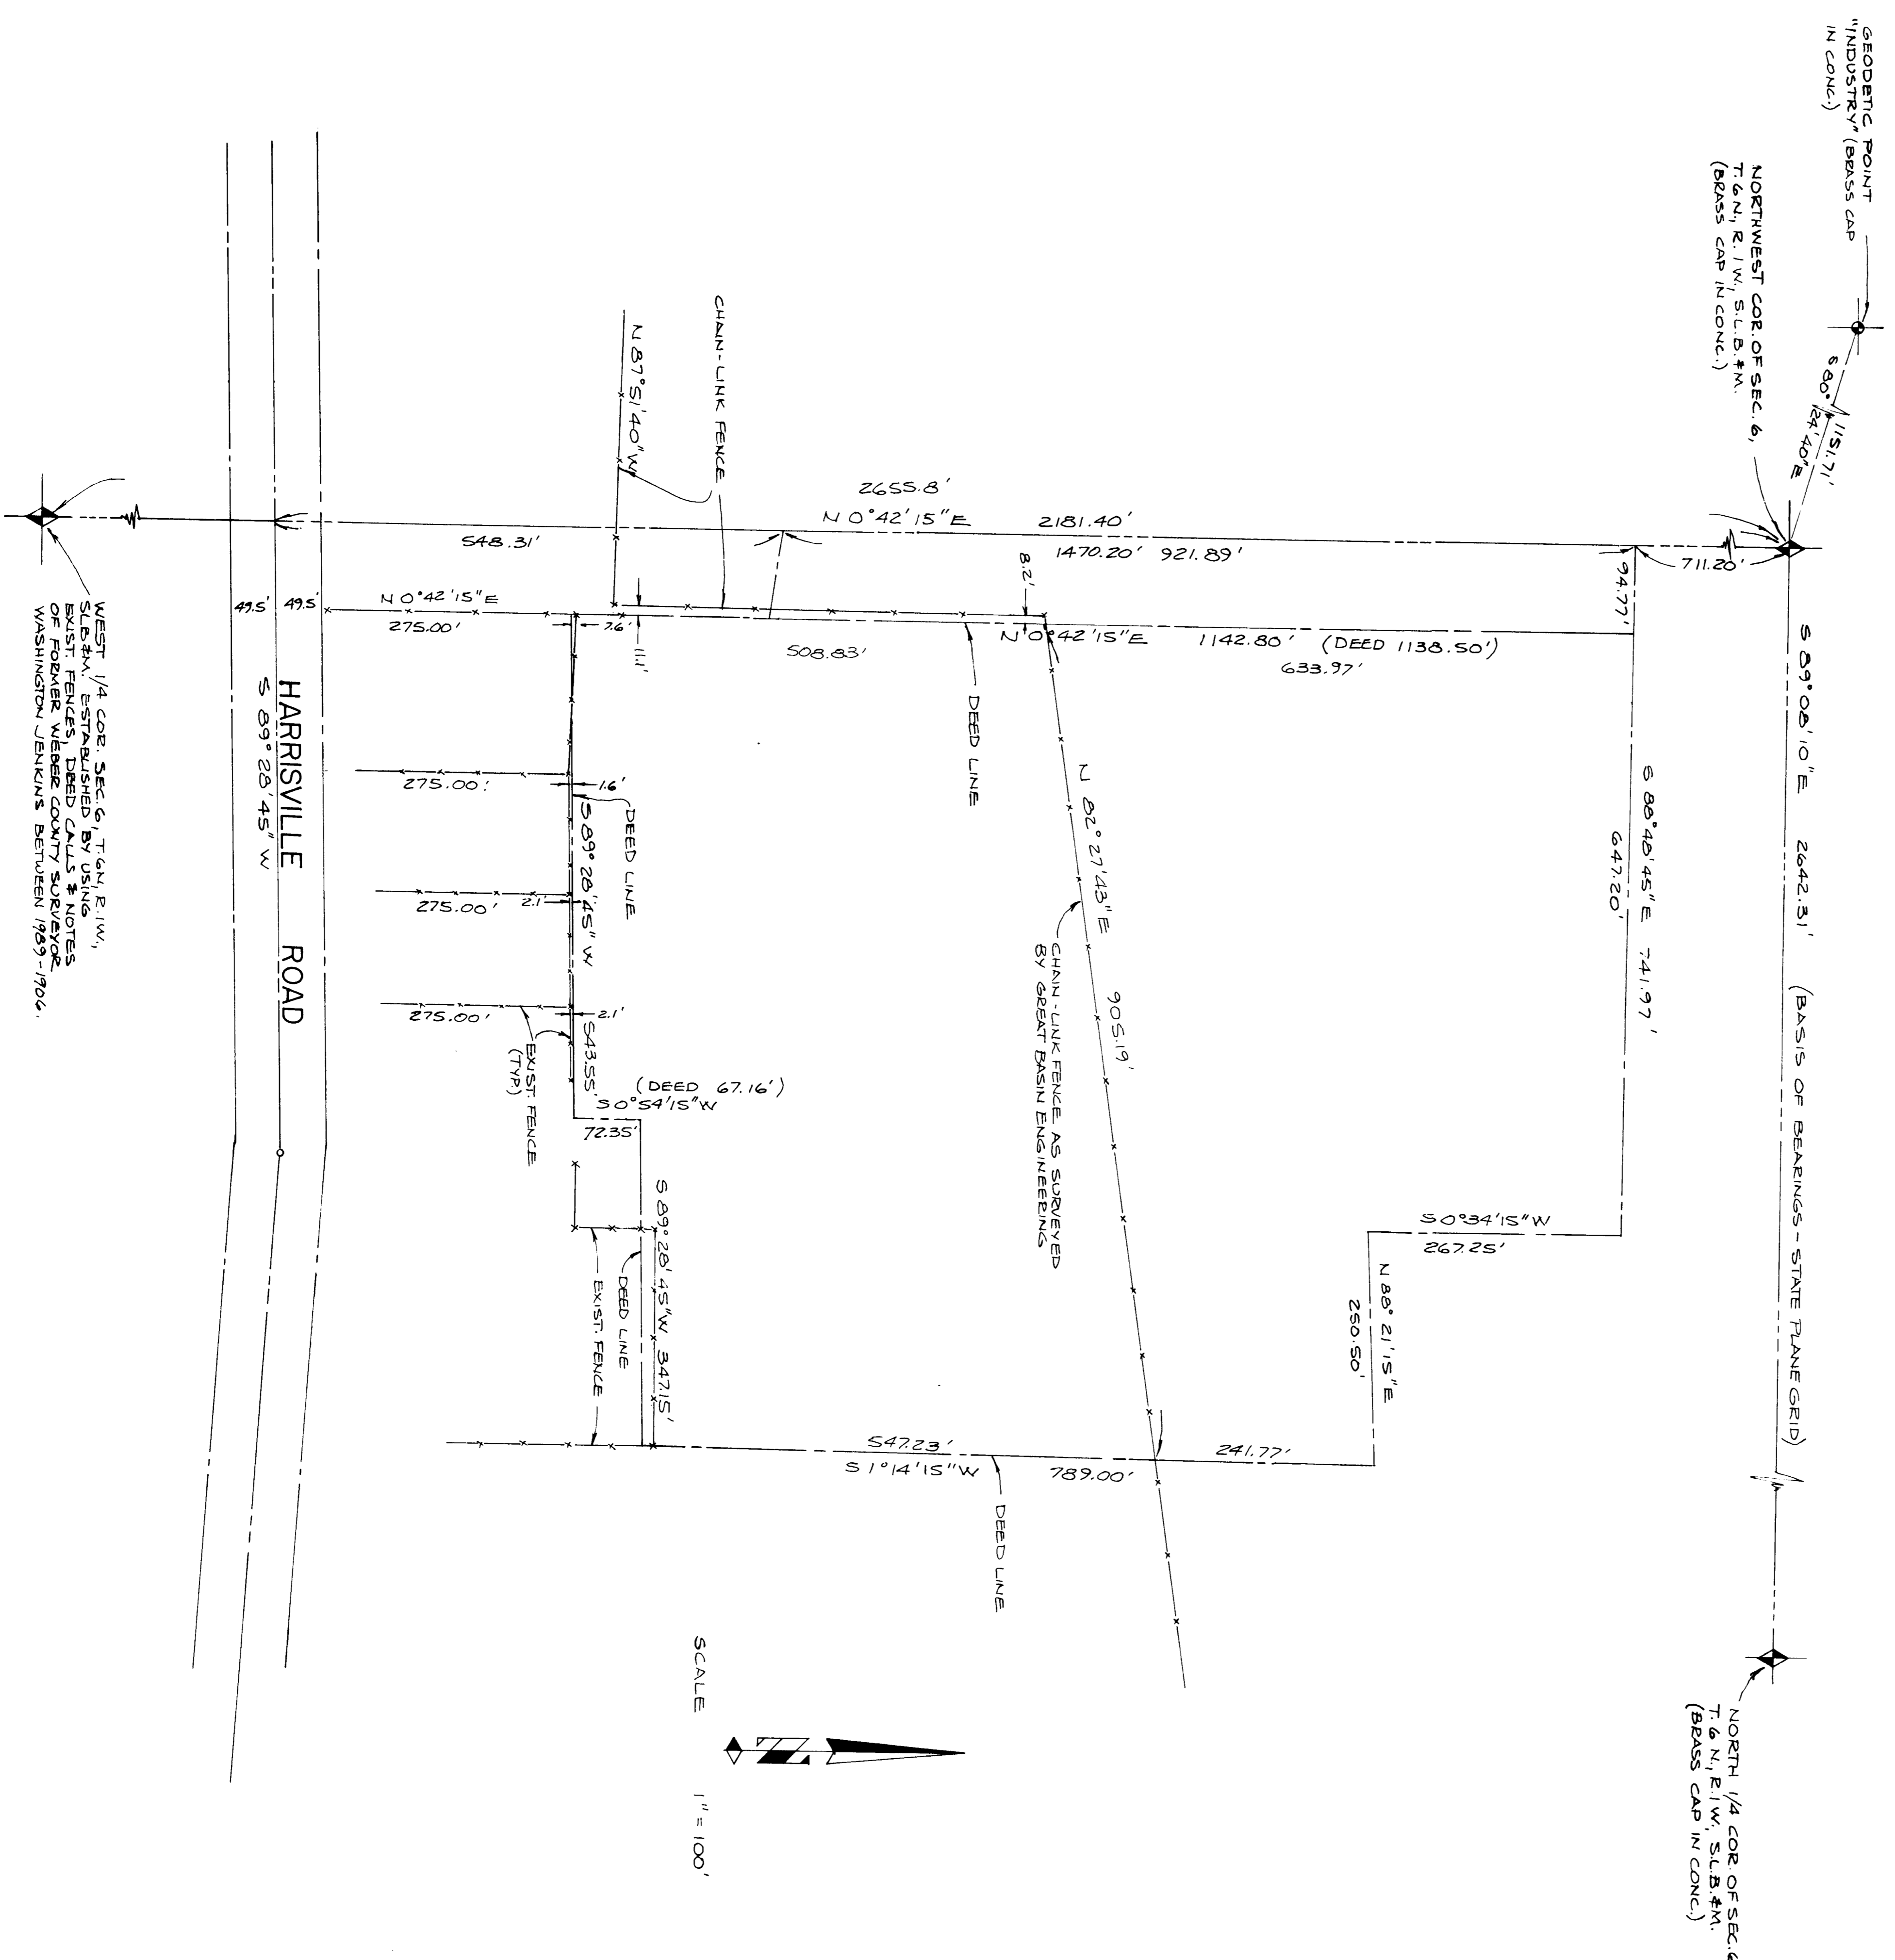 GEODETIC POINT
"INDUSTRY" (BRASS CAP
IN CONC.)
S 80° 24' 40" E
1151.71'
NORTHWEST COR. OF SEC. 6,
T. 6 N., R. 1 W., S.L.B. & M.
(BRASS CAP IN CONC.)
S 89° 08' 10" E 2642.31' (BASIS OF BEARINGS - STATE PLANE GRID)
NORTH 1/4 COR. OF SEC. 6
T. 6 N., R. 1 W., S.L.B. & M.
(BRASS CAP IN CONC.)
711.20'
94.77'
S 88° 48' 45" E 741.97'
647.20'
S 0° 34' 15" W
267.25'
N 88° 21' 15" E
250.50'
2655.8'
N 0° 42' 15" E 2181.40'
1470.20' 921.89'
548.31'
N 0° 42' 15" E 1142.80' (DEED 1138.50')
633.97'
508.83'
8.2'
DEED LINE
CHAIN-LINK FENCE
N 87° 51' 40" W
N 82° 27' 43" E 905.19'
CHAIN-LINK FENCE AS SURVEYED
BY GREAT BASIN ENGINEERING
241.77'
547.23'
S 1° 14' 15" W 789.00'
DEED LINE
N 0° 42' 15" E
275.00'
7.6'
11.1'
275.00'
1.6'
DEED LINE
S 89° 28' 45" W
543.55'
275.00'
2.1'
275.00'
2.1'
EXIST. FENCE
(TYP.)
(DEED 67.16')
S 0° 54' 15" W
72.35'
S 89° 28' 45" W 347.15'
DEED LINE
EXIST. FENCE
49.5'
49.5'
HARRISVILLE ROAD
S 89° 28' 45" W
WEST 1/4 COR. SEC. 6, T. 6N, R. 1W.,
SLB&M. ESTABLISHED BY USING
EXIST. FENCES, DEED CALLS & NOTES
OF FORMER WEBER COUNTY SURVEYOR
WASHINGTON JENKINS BETWEEN 1989-1906.
SCALE 1" = 100'